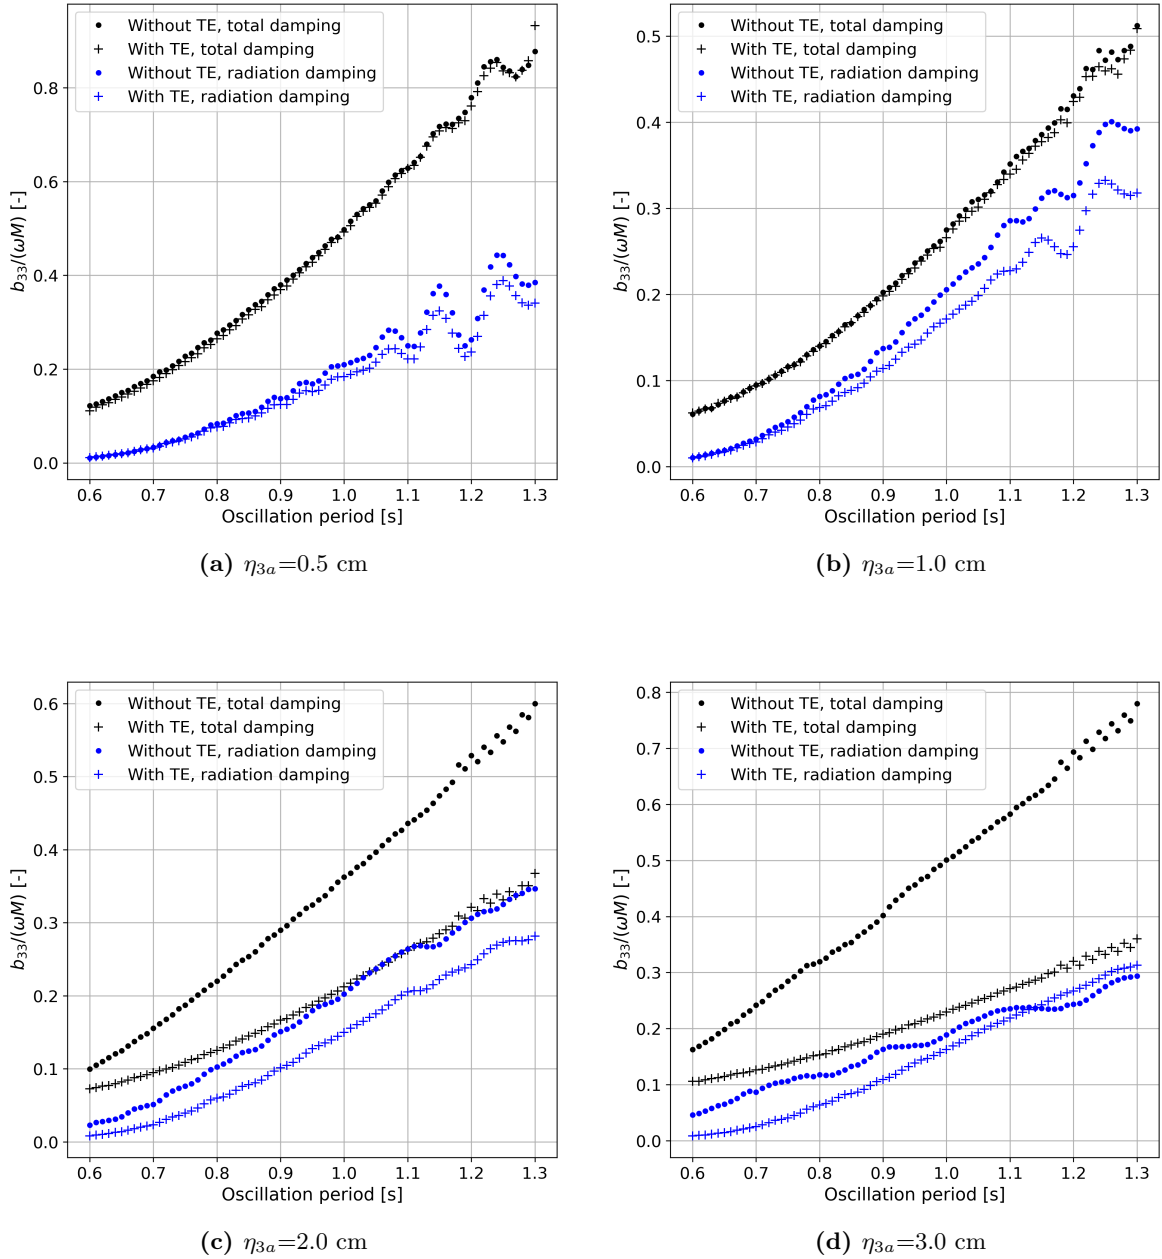 Without TE, total damping
With TE, total damping
Without TE, radiation damping
With TE, radiation damping
b33/(ωM) [-]
0.8
0.6
0.4
0.2
0.0
0.6 0.7 0.8 0.9 1.0 1.1 1.2 1.3
Oscillation period [s]
(a) η3a=0.5 cm
Without TE, total damping
With TE, total damping
Without TE, radiation damping
With TE, radiation damping
b33/(ωM) [-]
0.5
0.4
0.3
0.2
0.1
0.0
0.6 0.7 0.8 0.9 1.0 1.1 1.2 1.3
Oscillation period [s]
(b) η3a=1.0 cm
Without TE, total damping
With TE, total damping
Without TE, radiation damping
With TE, radiation damping
b33/(ωM) [-]
0.6
0.5
0.4
0.3
0.2
0.1
0.0
0.6 0.7 0.8 0.9 1.0 1.1 1.2 1.3
Oscillation period [s]
(c) η3a=2.0 cm
Without TE, total damping
With TE, total damping
Without TE, radiation damping
With TE, radiation damping
b33/(ωM) [-]
0.8
0.7
0.6
0.5
0.4
0.3
0.2
0.1
0.0
0.6 0.7 0.8 0.9 1.0 1.1 1.2 1.3
Oscillation period [s]
(d) η3a=3.0 cm